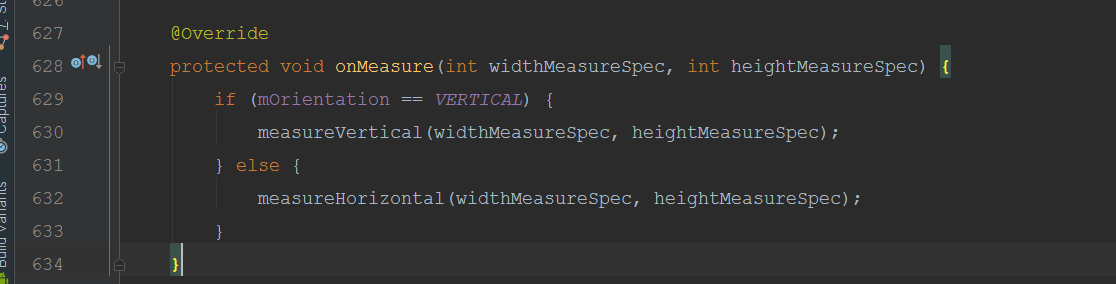 626
Z: St
627 @Override
628 protected void onMeasure(int widthMeasureSpec, int heightMeasureSpec) {
629 if (mOrientation == VERTICAL) {
630 measureVertical(widthMeasureSpec, heightMeasureSpec);
631 } else {
632 measureHorizontal(widthMeasureSpec, heightMeasureSpec);
633 }
634 }
Captures
Build Variants